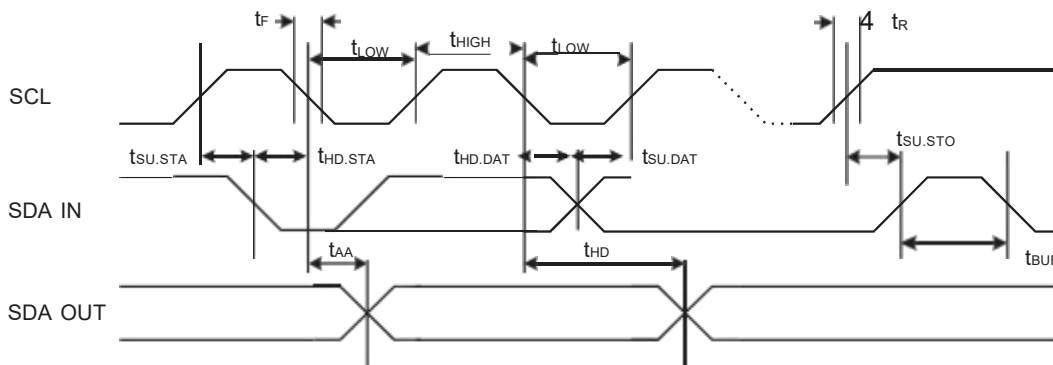 tF
4 tR
tLOW tHIGH tLOW
SCL
tSU.STA tHD.STA tHD.DAT tSU.DAT tSU.STO
SDA IN
tAA tHD tBUF
SDA OUT